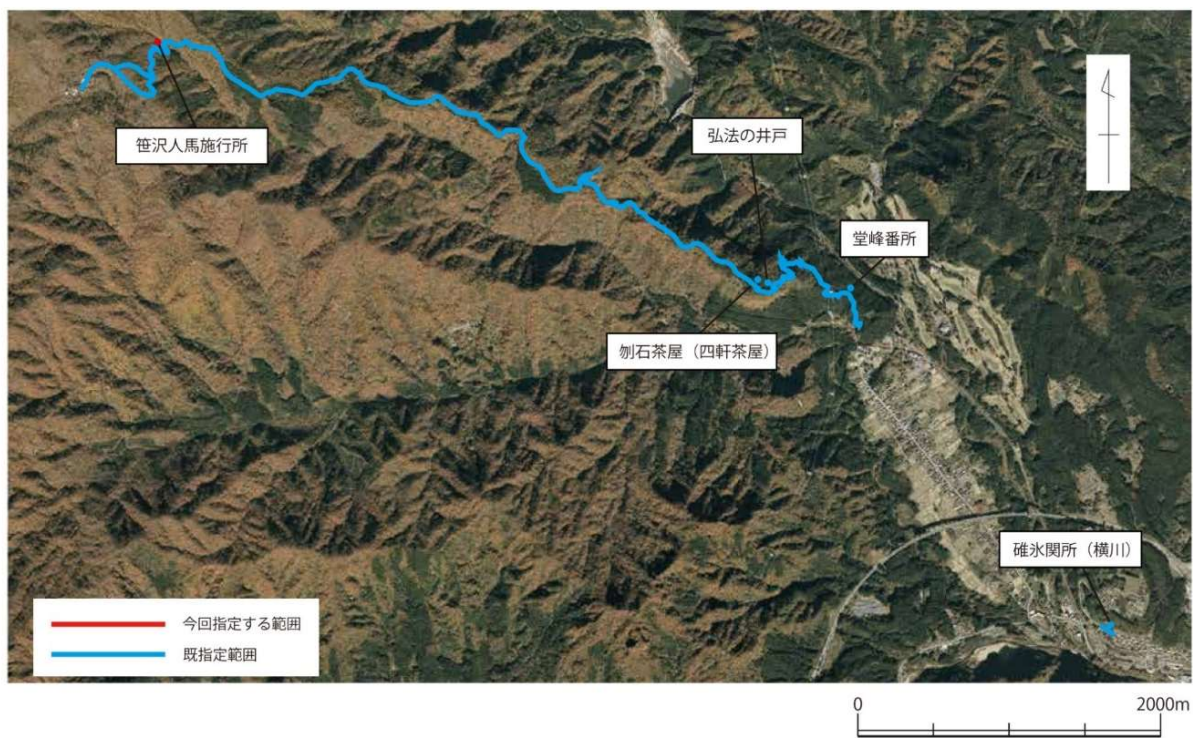 笹沢人馬施行所
弘法の井戸
堂峰番所
刎石茶屋（四軒茶屋）
碓氷関所（横川）
今回指定する範囲
既指定範囲
0 2000m